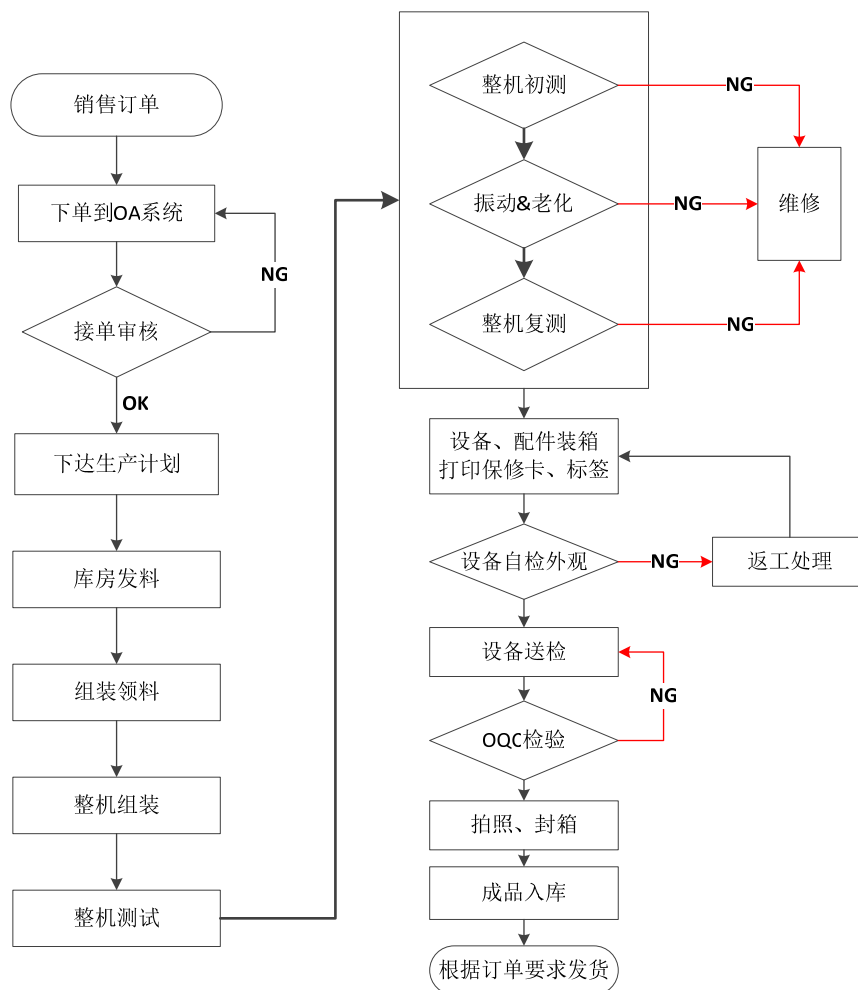 销售订单
下单到OA系统
NG
接单审核
OK
下达生产计划
库房发料
组装领料
整机组装
整机测试
整机初测
NG
振动&老化
NG
维修
整机复测
NG
设备、配件装箱
打印保修卡、标签
设备自检外观
NG
返工处理
设备送检
NG
OQC检验
拍照、封箱
成品入库
根据订单要求发货